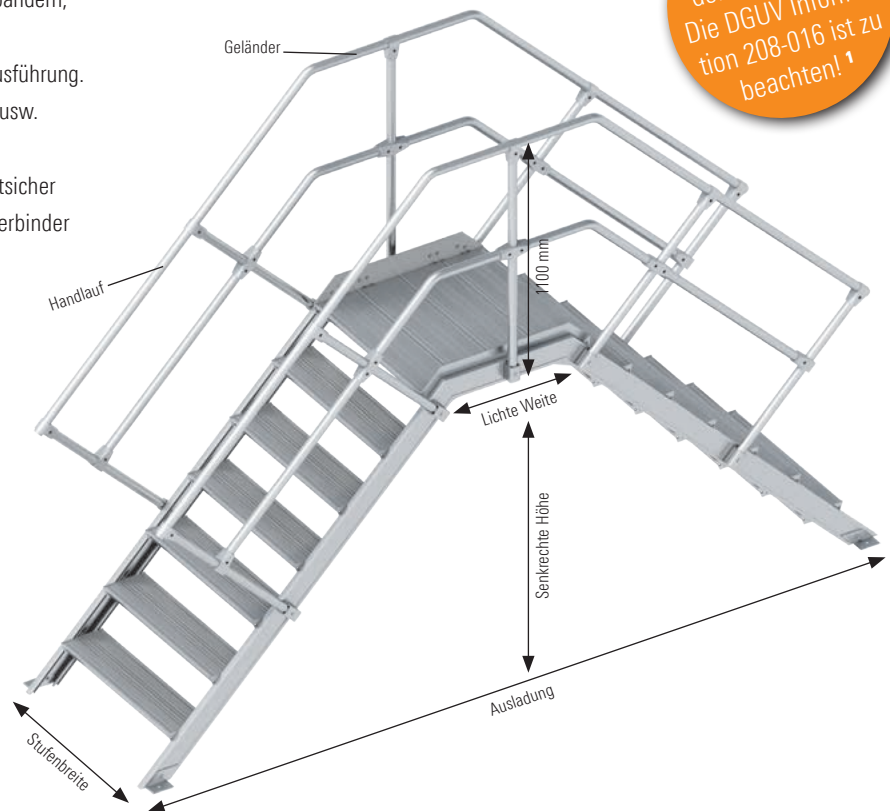 usführung.
usw.
tsicher
erbinder
Die DGUV Inform
tion 208-016 ist zu
beachten! 1
Geländer
Handlauf
1100 mm
Lichte Weite
Senkrechte Höhe
Ausladung
Stufenbreite